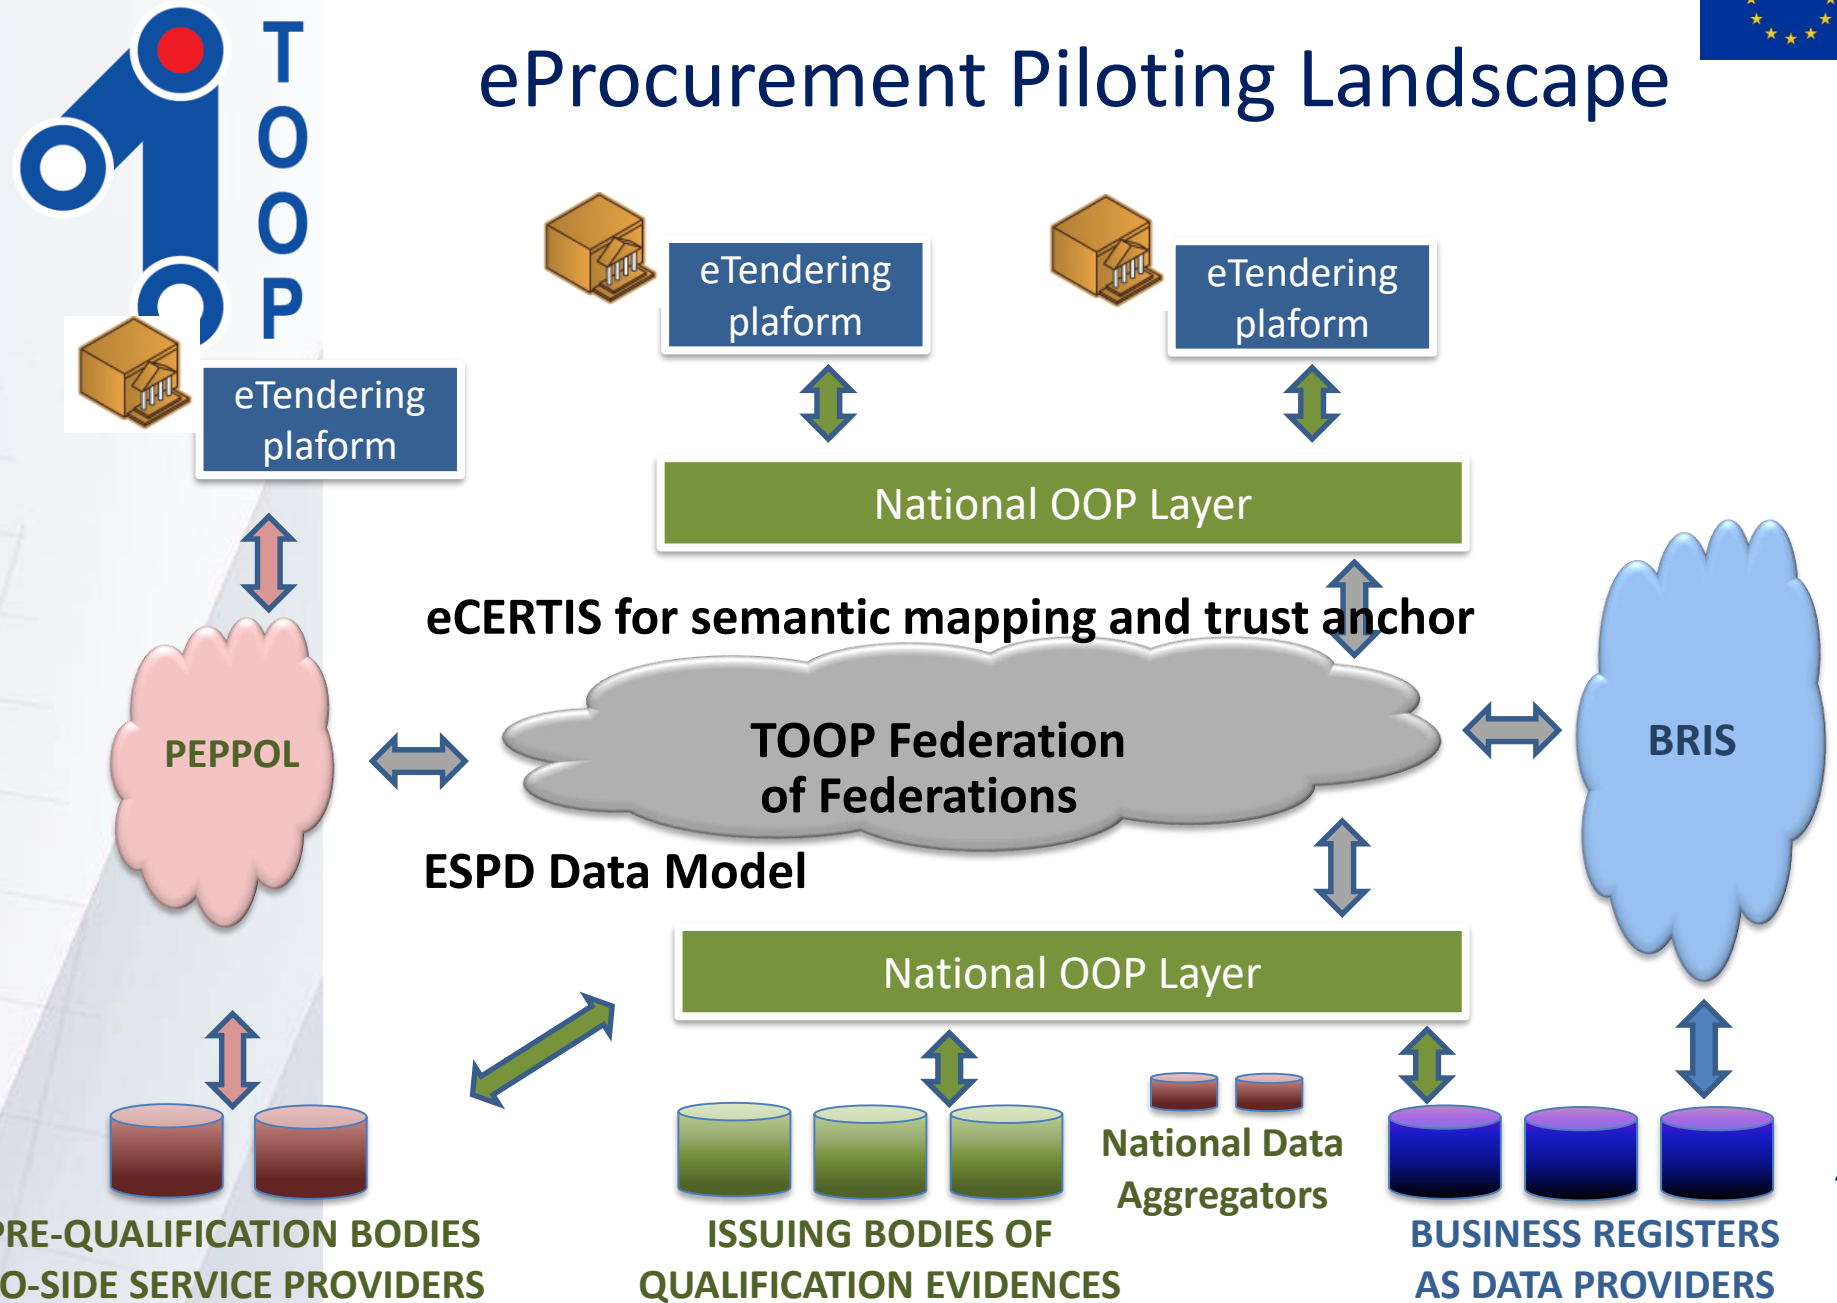 TOOP
eProcurement Piloting Landscape
eTendering
plaform
eTendering
plaform
eTendering
plaform
National OOP Layer
eCERTIS for semantic mapping and trust anchor
PEPPOL
TOOP Federation
of Federations
BRIS
ESPD Data Model
National OOP Layer
National Data
Aggregators
PRE-QUALIFICATION BODIES
O-SIDE SERVICE PROVIDERS
ISSUING BODIES OF
QUALIFICATION EVIDENCES
BUSINESS REGISTERS
AS DATA PROVIDERS